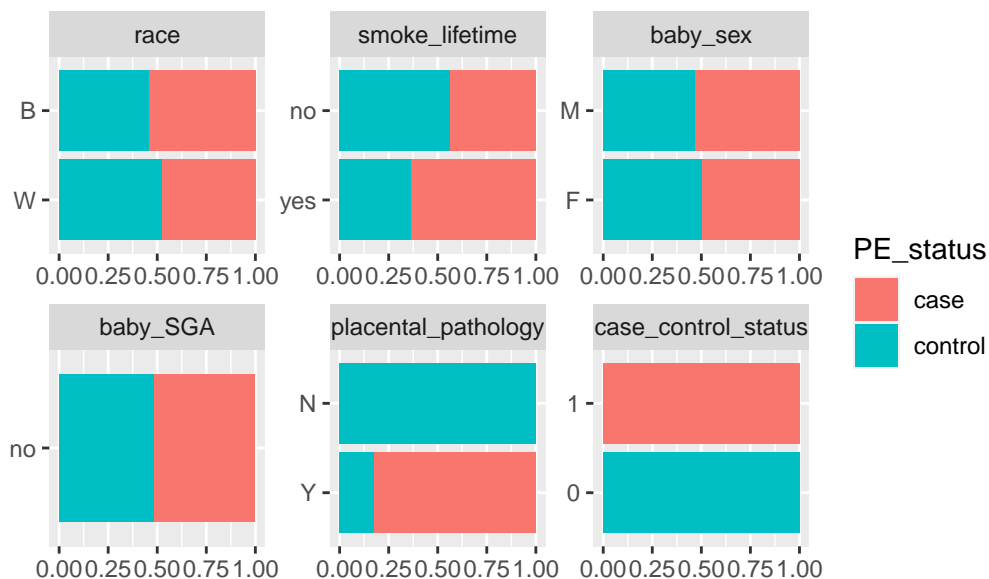 race
smoke_lifetime
baby_sex
B
W
no
yes
M
F
0.00 0.25 0.50 0.75 1.00
0.00 0.25 0.50 0.75 1.00
0.00 0.25 0.50 0.75 1.00
baby_SGA
placental_pathology
case_control_status
no
N
Y
1
0
0.00 0.25 0.50 0.75 1.00
0.00 0.25 0.50 0.75 1.00
0.00 0.25 0.50 0.75 1.00
PE_status
case
control